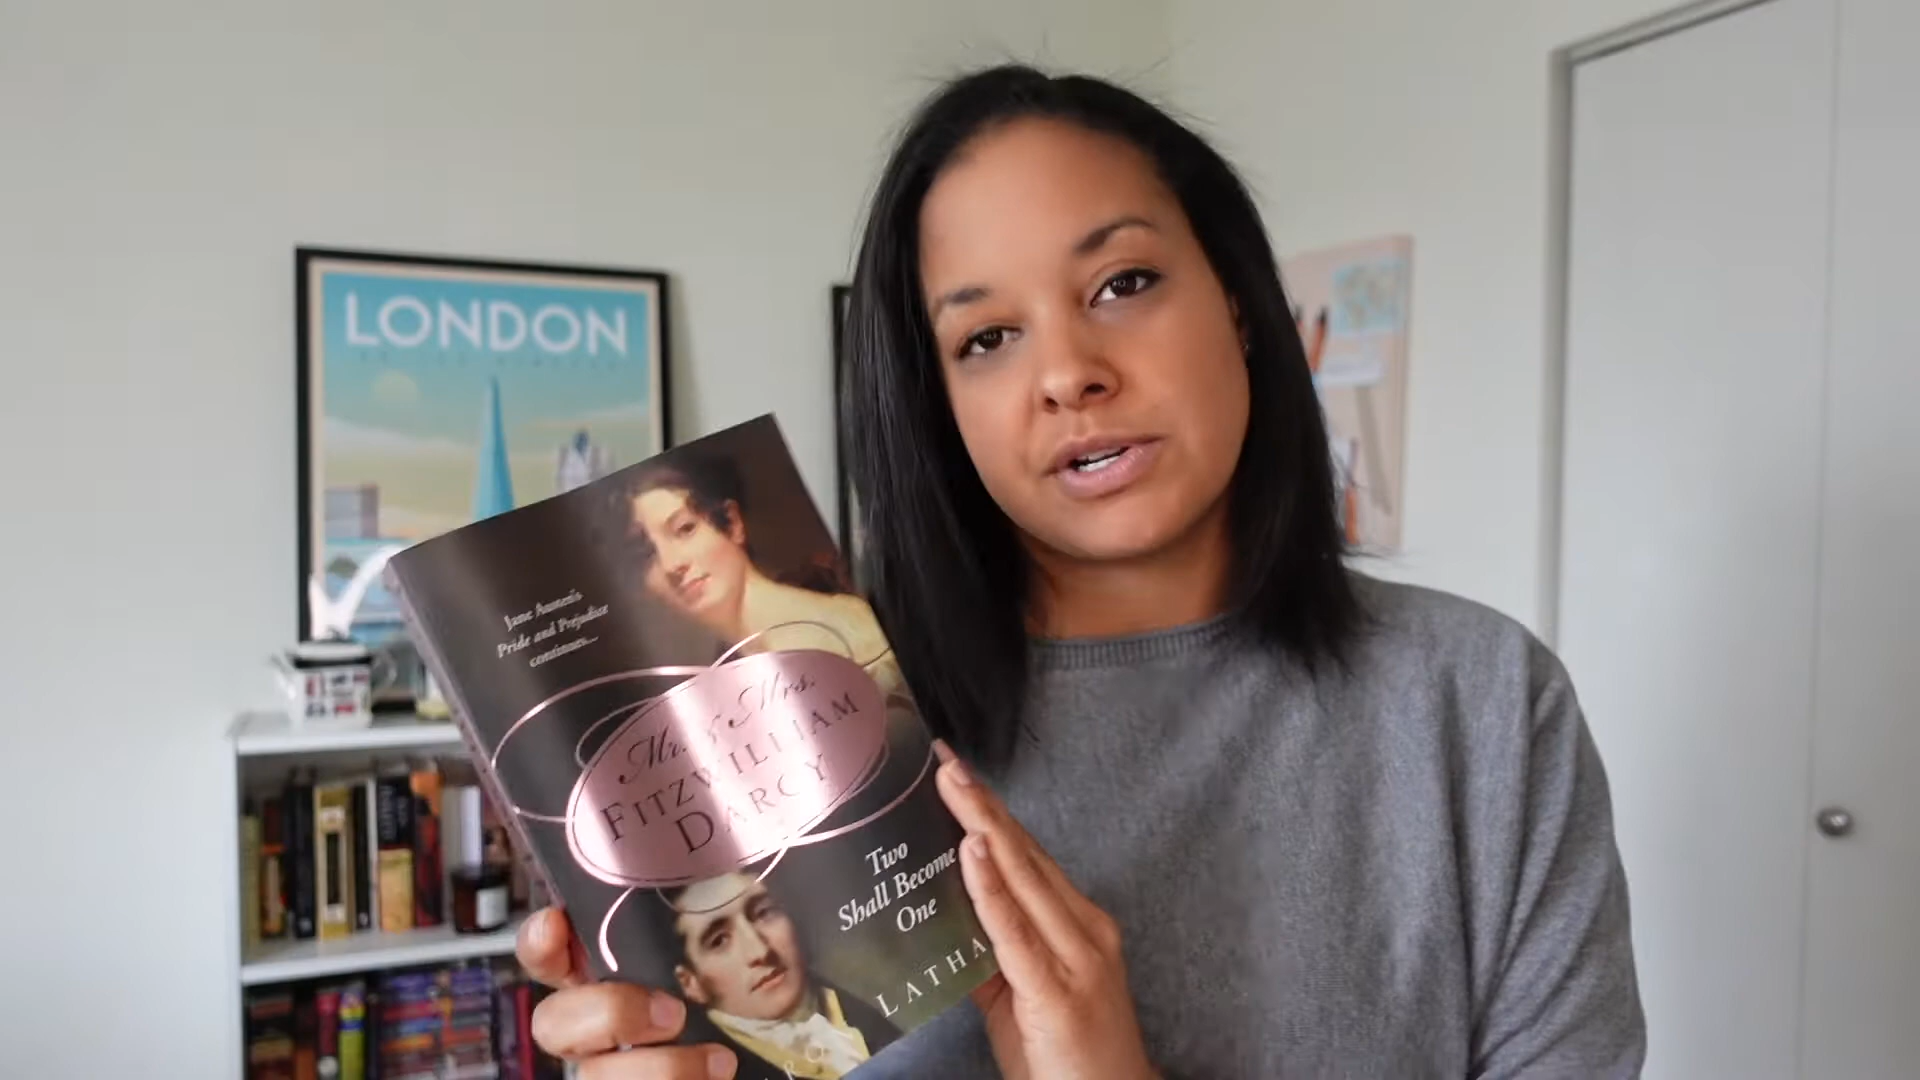 LONDON
Jane Austen's
Pride and Prejudice
continues...
Mr. & Mrs.
FITZWILLIAM
DARCY
Two
Shall Become
One
LATHA